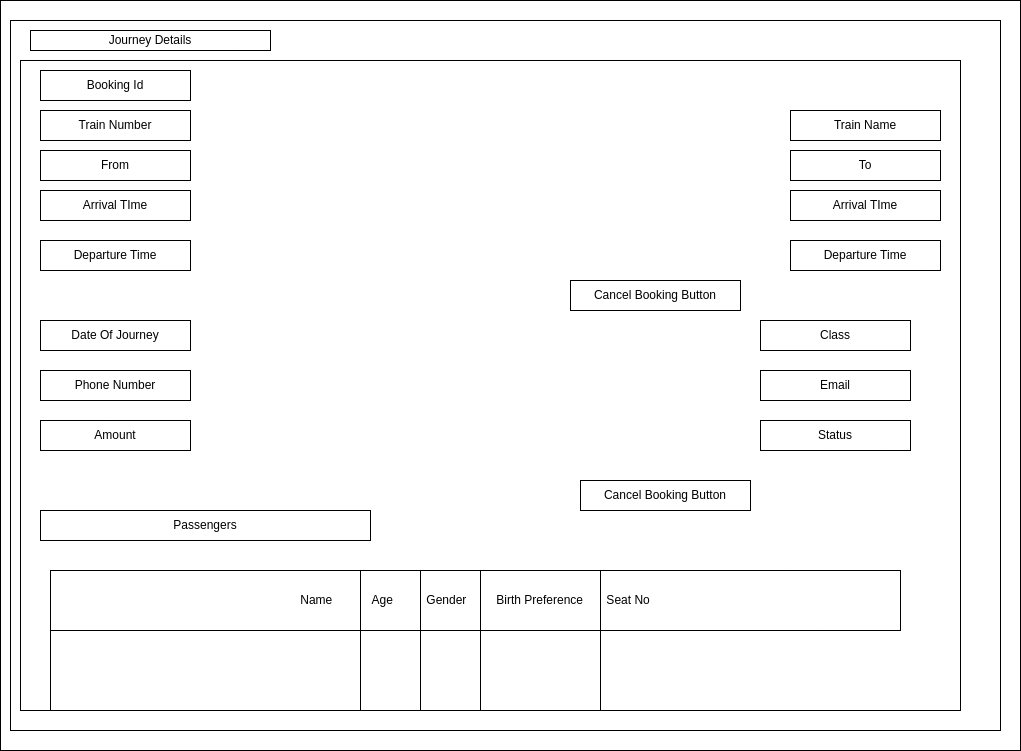 Journey Details
Booking Id
Train Number Train Name
From To
Arrival TIme Arrival TIme
Departure Time Departure Time
Cancel Booking Button
Date Of Journey Class
Phone Number Email
Amount Status
Cancel Booking Button
Passengers
Name Age Gender Birth Preference Seat No